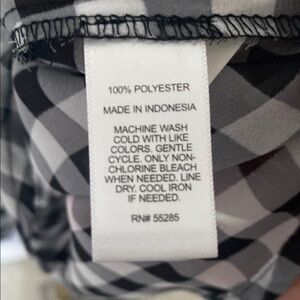 100% POLYESTER
MADE IN INDONESIA
MACHINE WASH
COLD WITH LIKE
COLORS. GENTLE
CYCLE. ONLY NON-
CHLORINE BLEACH
WHEN NEEDED. LINE
DRY. COOL IRON
IF NEEDED.
RN# 55285